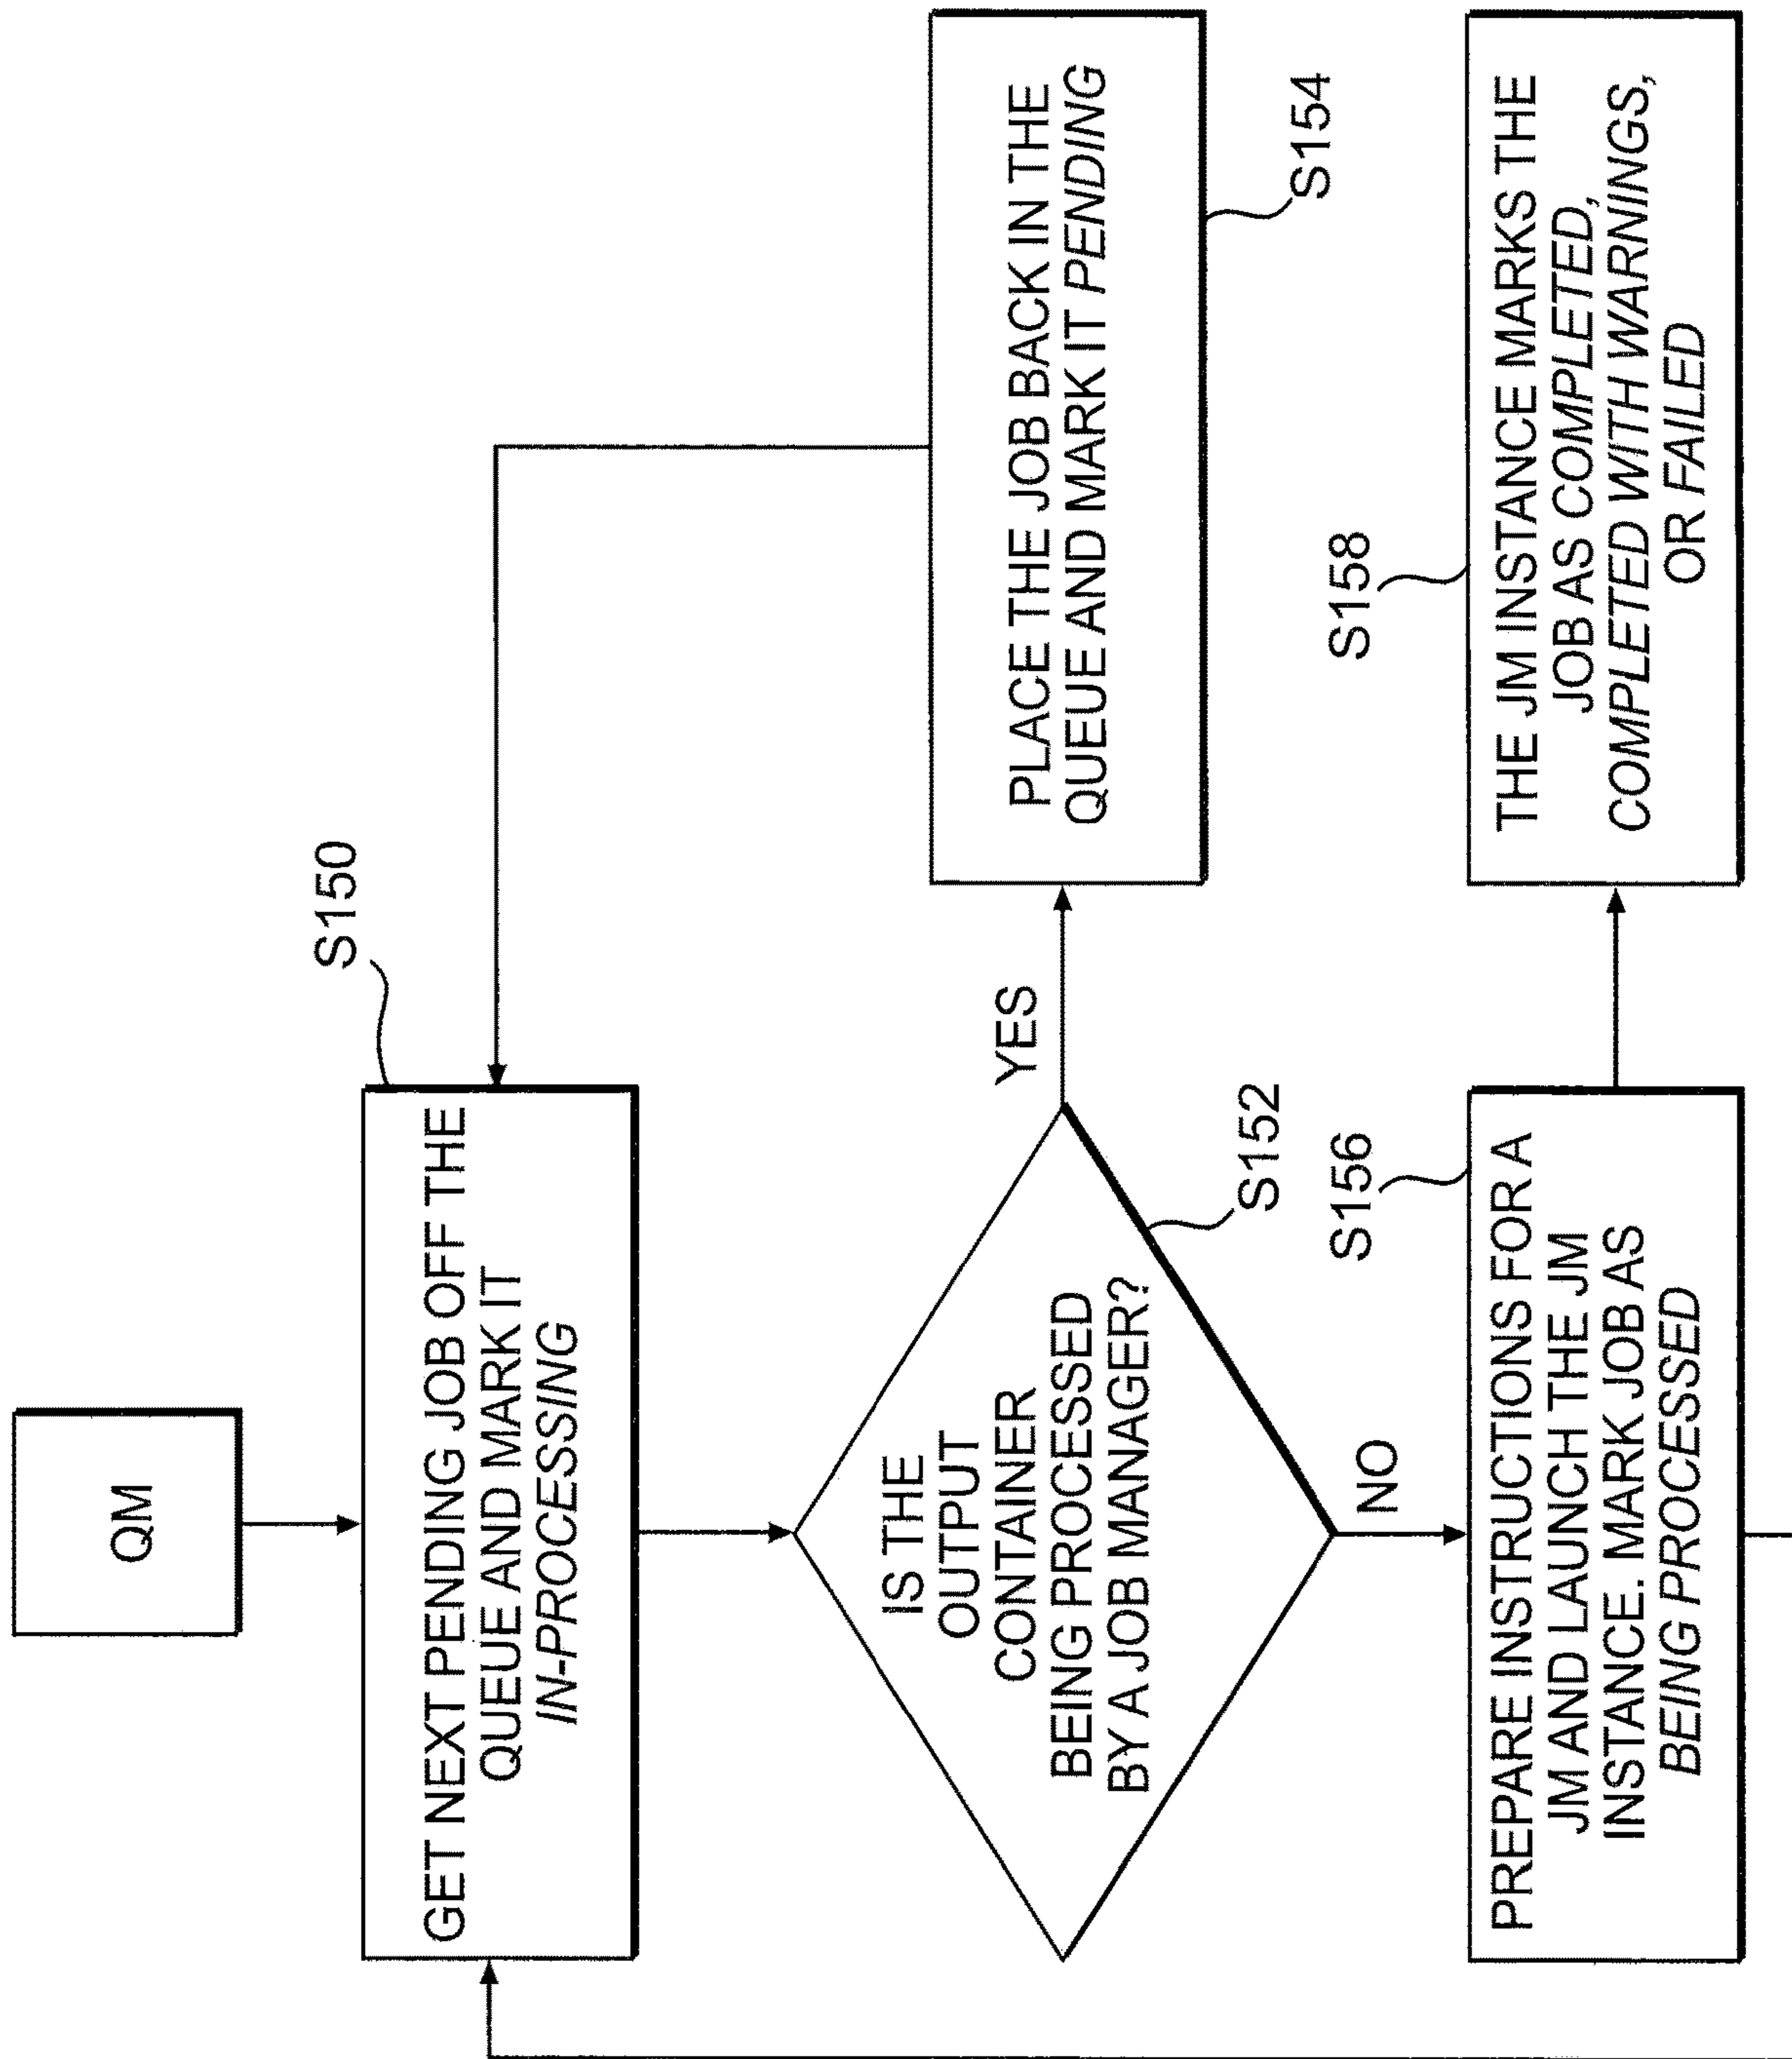 QM
S150
GET NEXT PENDING JOB OFF THE
QUEUE AND MARK IT
IN-PROCESSING
IS THE
OUTPUT
CONTAINER
BEING PROCESSED
BY A JOB MANAGER?
YES
S152
PLACE THE JOB BACK IN THE
QUEUE AND MARK IT PENDING
S154
NO
S156
PREPARE INSTRUCTIONS FOR A
JM AND LAUNCH THE JM
INSTANCE. MARK JOB AS
BEING PROCESSED
S158
THE JM INSTANCE MARKS THE
JOB AS COMPLETED,
COMPLETED WITH WARNINGS,
OR FAILED